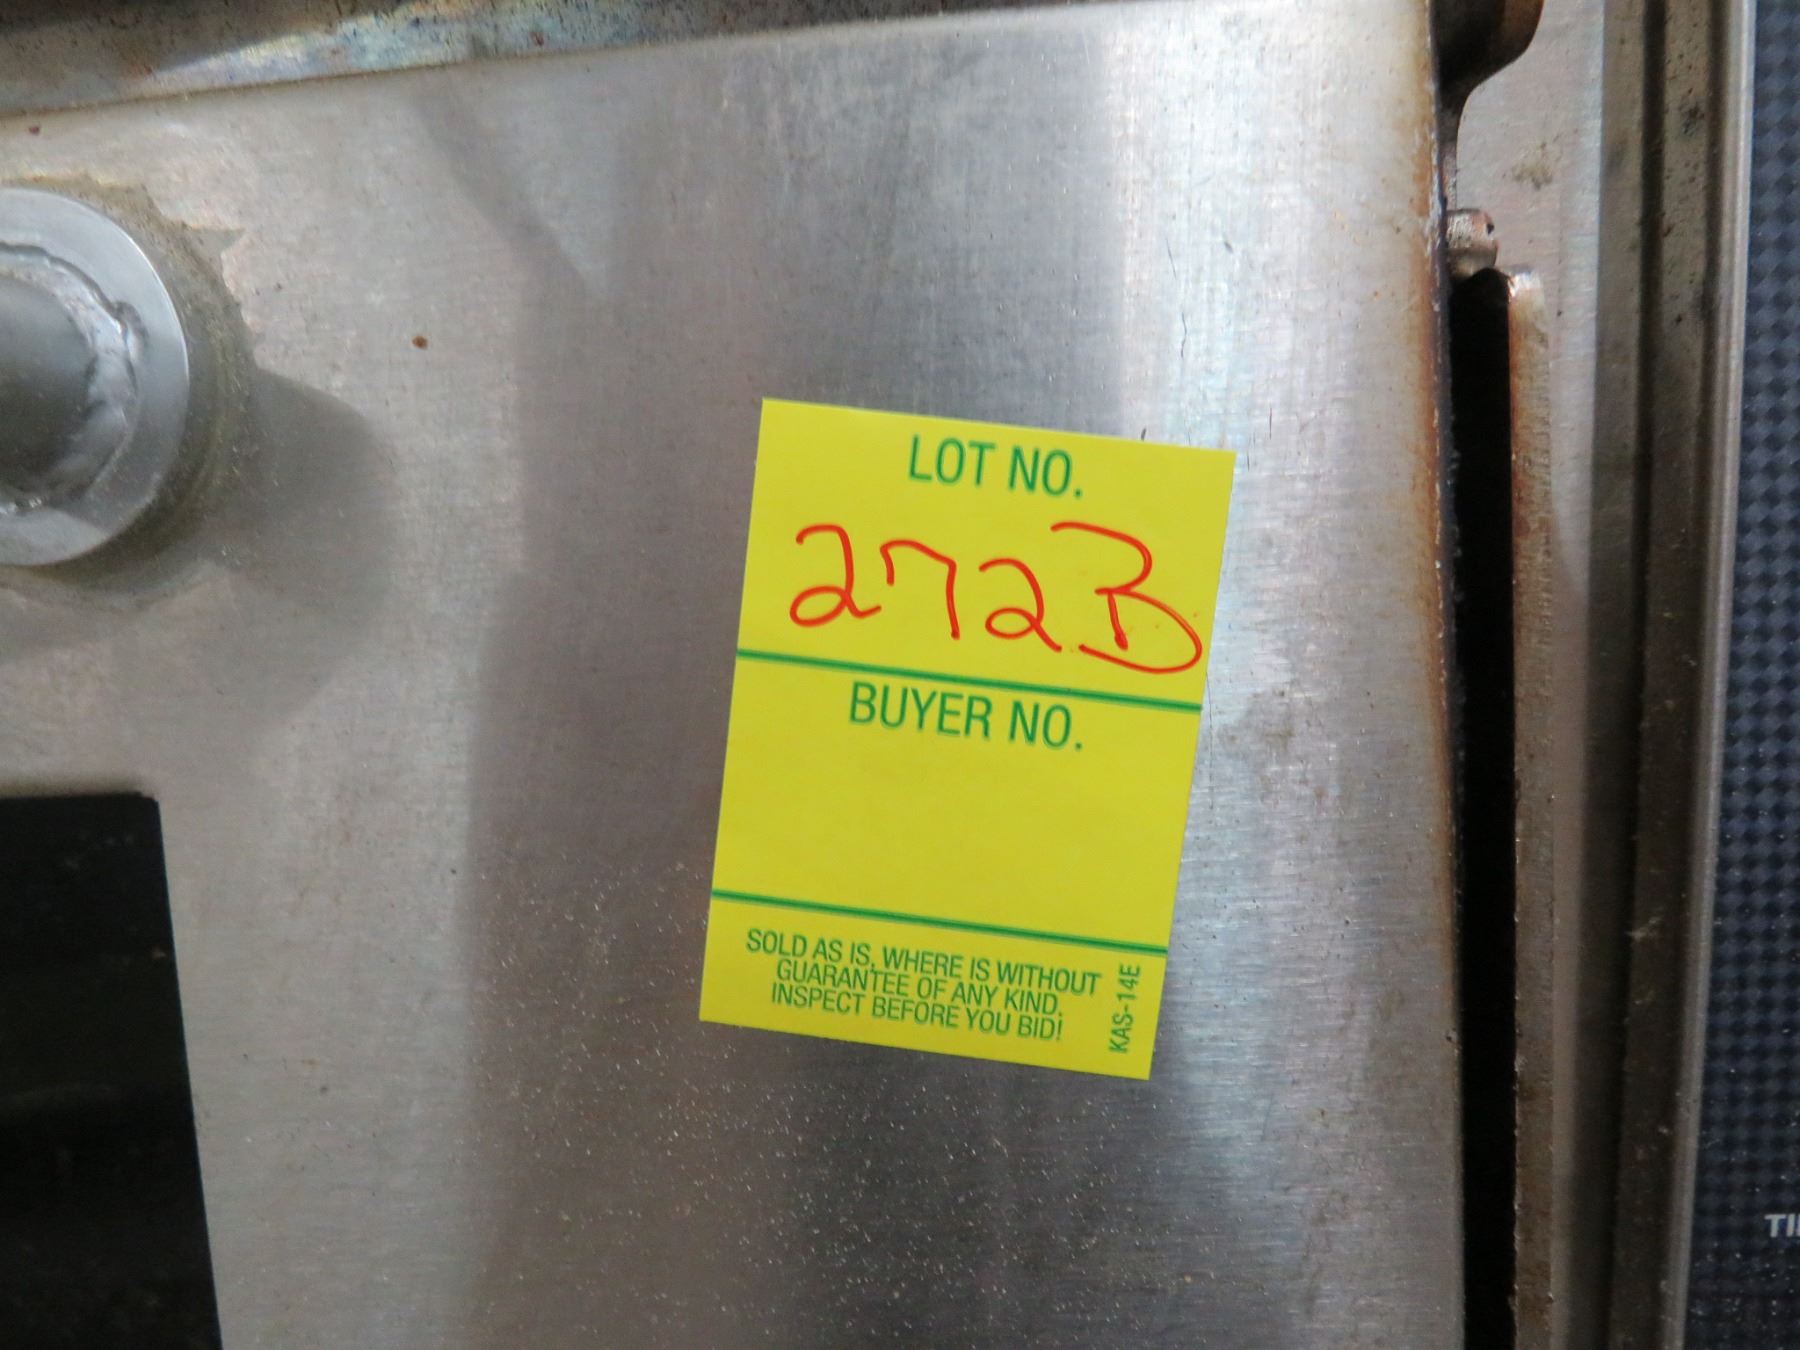 LOT NO.
272B
BUYER NO.
SOLD AS IS, WHERE IS WITHOUT
GUARANTEE OF ANY KIND.
INSPECT BEFORE YOU BID!
KAS-14E